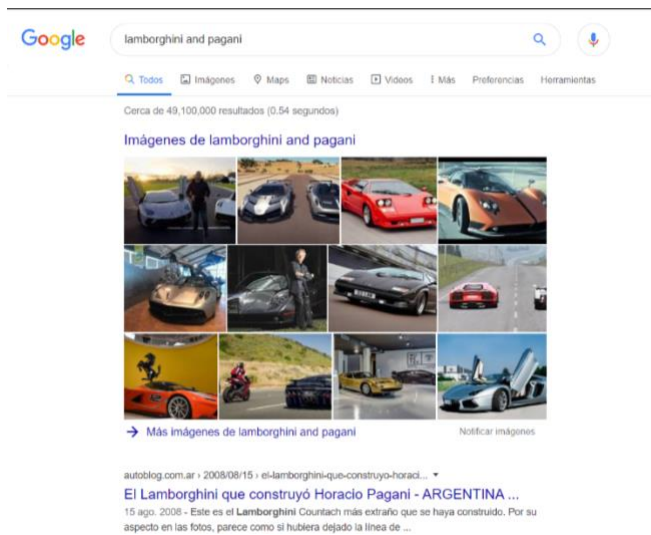 Google
lamborghini and pagani
Todos Imágenes Maps Noticias Videos Más Preferencias Herramientas
Cerca de 49,100,000 resultados (0.54 segundos)
Imágenes de lamborghini and pagani
→ Más imágenes de lamborghini and pagani Notificar imágenes
autoblog.com.ar › 2008/08/15 › el-lamborghini-que-construyo-horaci...
El Lamborghini que construyó Horacio Pagani - ARGENTINA ...
15 ago. 2008 - Este es el Lamborghini Countach más extraño que se haya construido. Por su
aspecto en las fotos, parece como si hubiera dejado la línea de ...